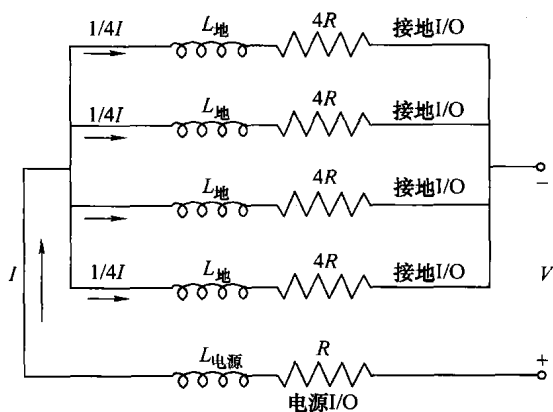 1/4I L地 4R 接地I/O
1/4I L地 4R 接地I/O
L地 4R 接地I/O
−
1/4I L地 4R 接地I/O
I V
L电源 R +
电源I/O